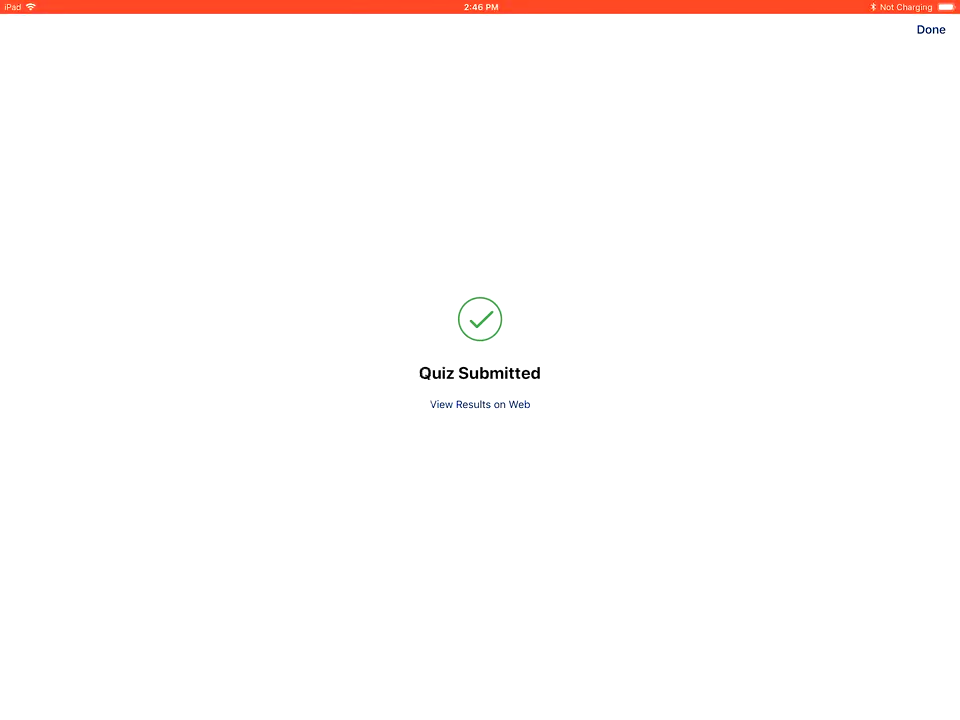 iPad
2:46 PM
Not Charging
Done
Quiz Submitted
View Results on Web